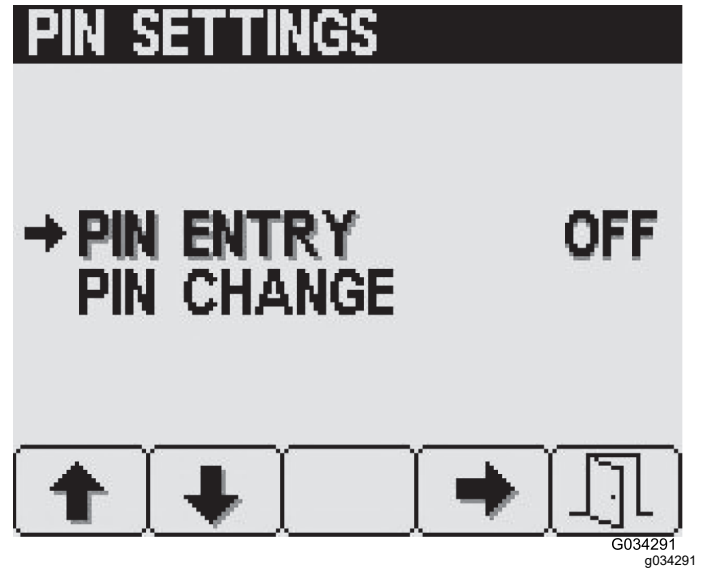 PIN SETTINGS
PIN ENTRY OFF
PIN CHANGE
G034291
g034291